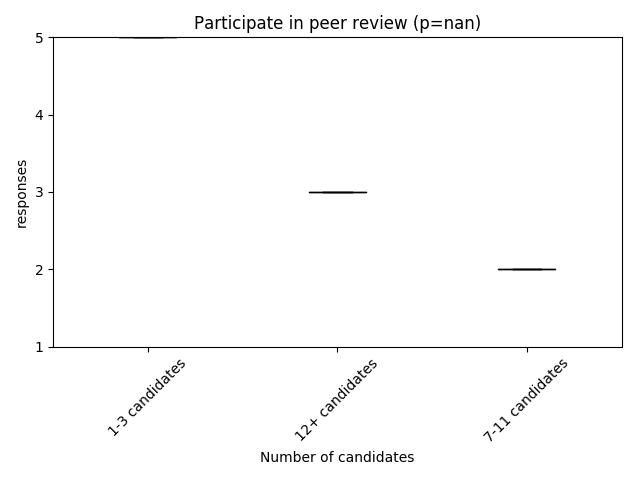 Participate in peer review (p=nan)
5
4
3
2
1
responses
1-3 candidates
12+ candidates
7-11 candidates
Number of candidates